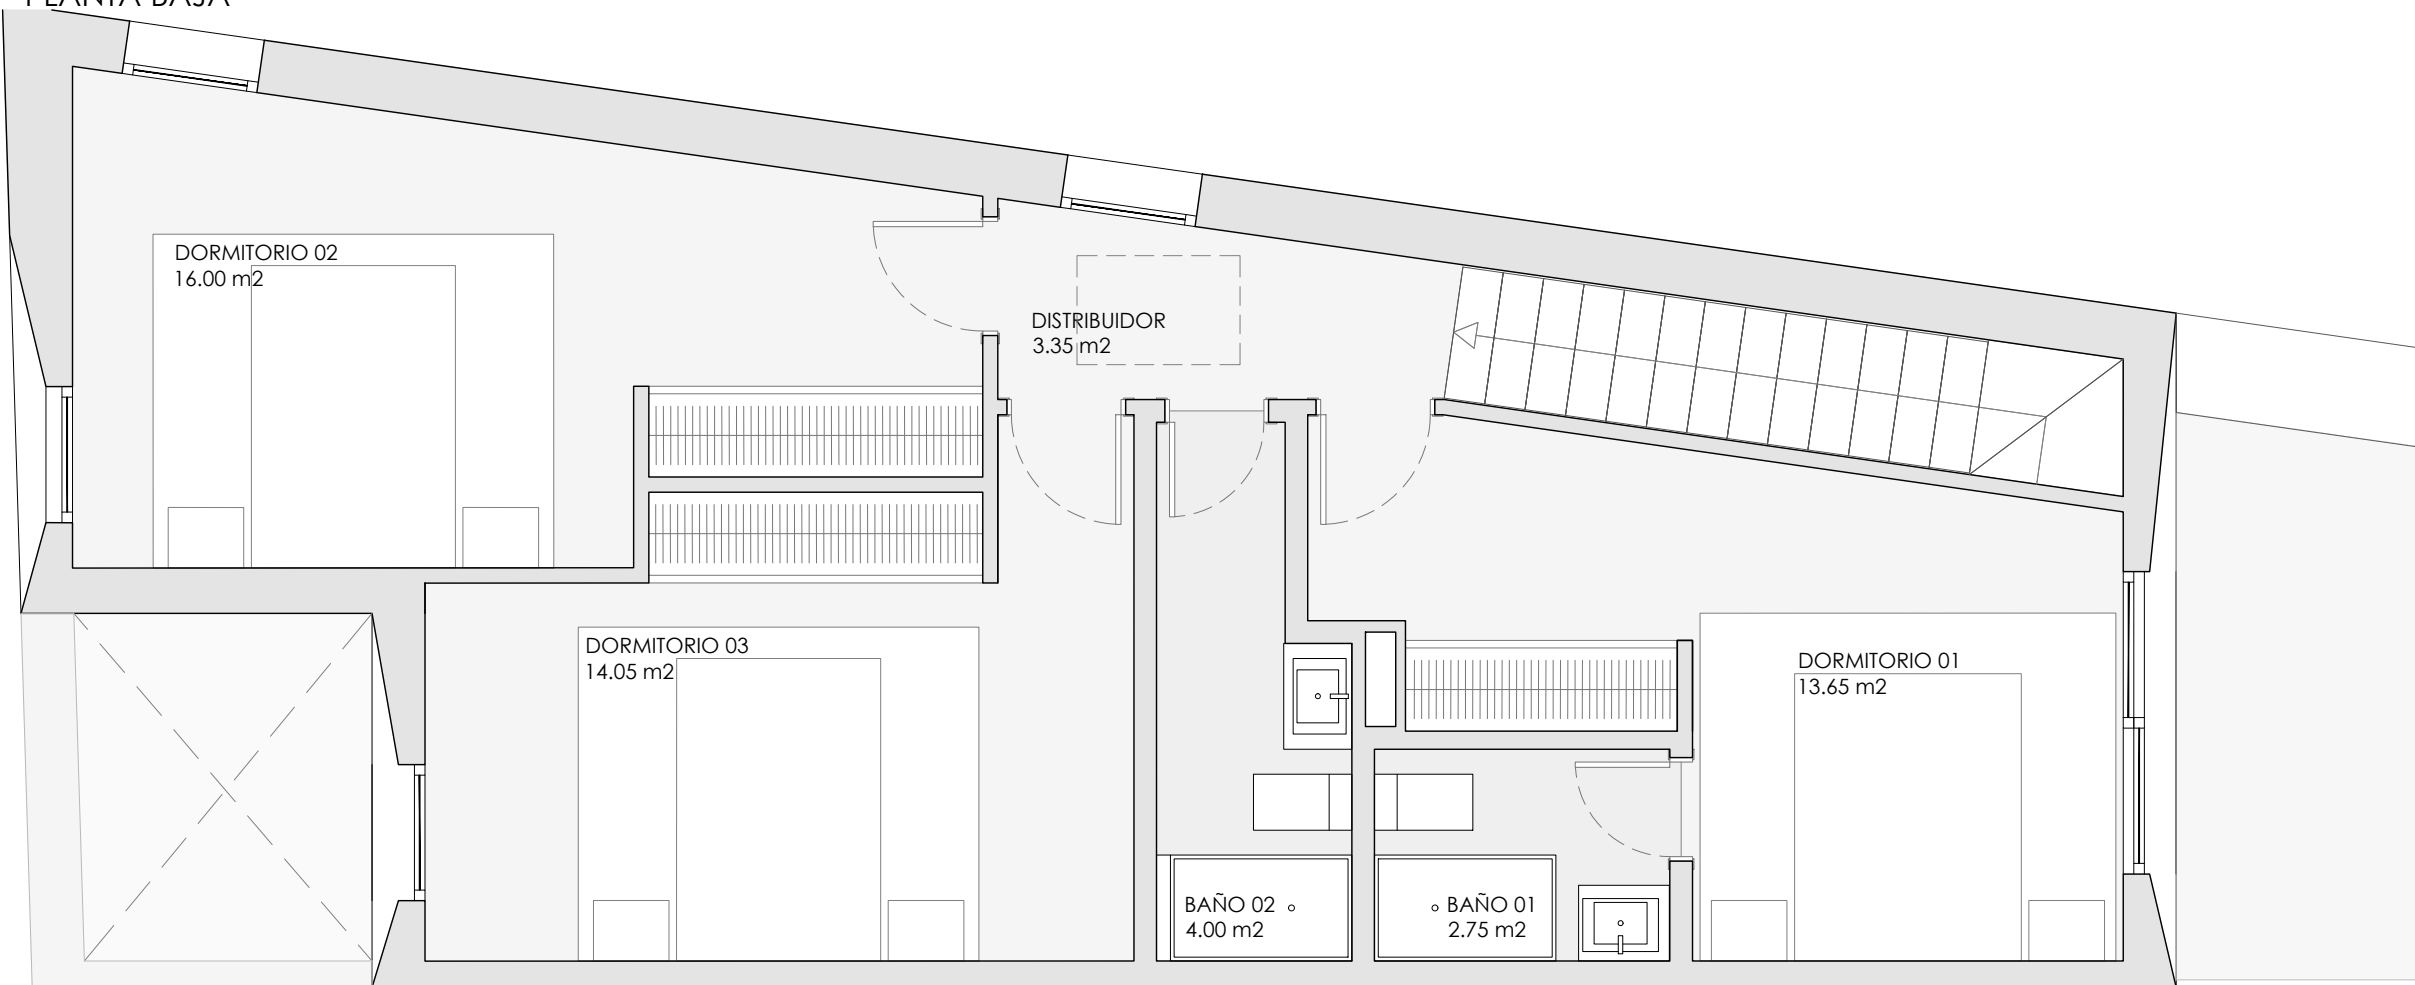 PLANTA BAJA
DORMITORIO 02
16.00 m2
DISTRIBUIDOR
3.35 m2
DORMITORIO 03
14.05 m2
DORMITORIO 01
13.65 m2
BAÑO 02
4.00 m2
BAÑO 01
2.75 m2